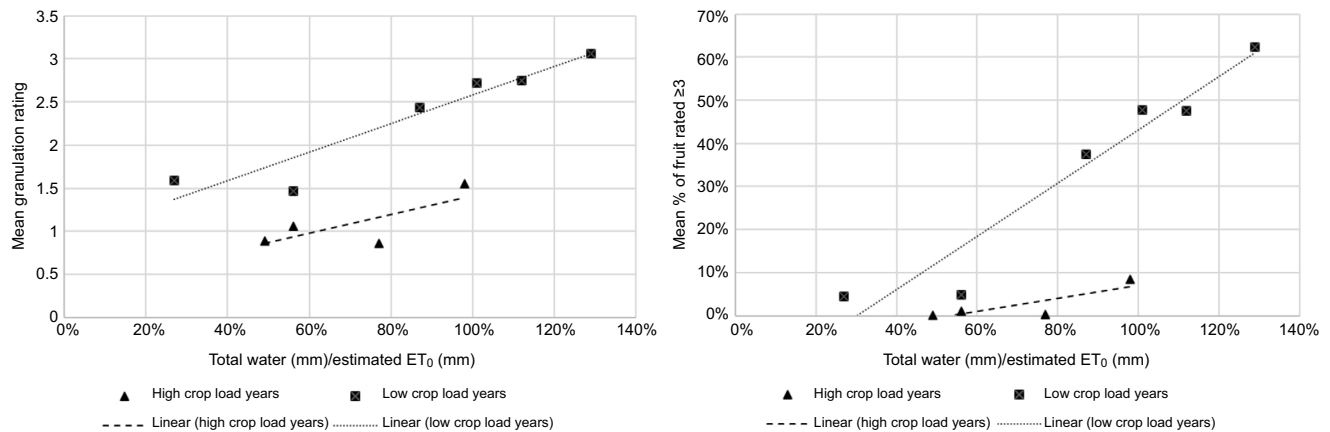 3.5
3
2.5
2
1.5
1
0.5
0
Mean granulation rating
0% 20% 40% 60% 80% 100% 120% 140%
Total water (mm)/estimated ET₀ (mm)
High crop load years Low crop load years
Linear (high crop load years) Linear (low crop load years)
70%
60%
50%
40%
30%
20%
10%
0%
Mean % of fruit rated ≥3
0% 20% 40% 60% 80% 100% 120% 140%
Total water (mm)/estimated ET₀ (mm)
High crop load years Low crop load years
Linear (high crop load years) Linear (low crop load years)